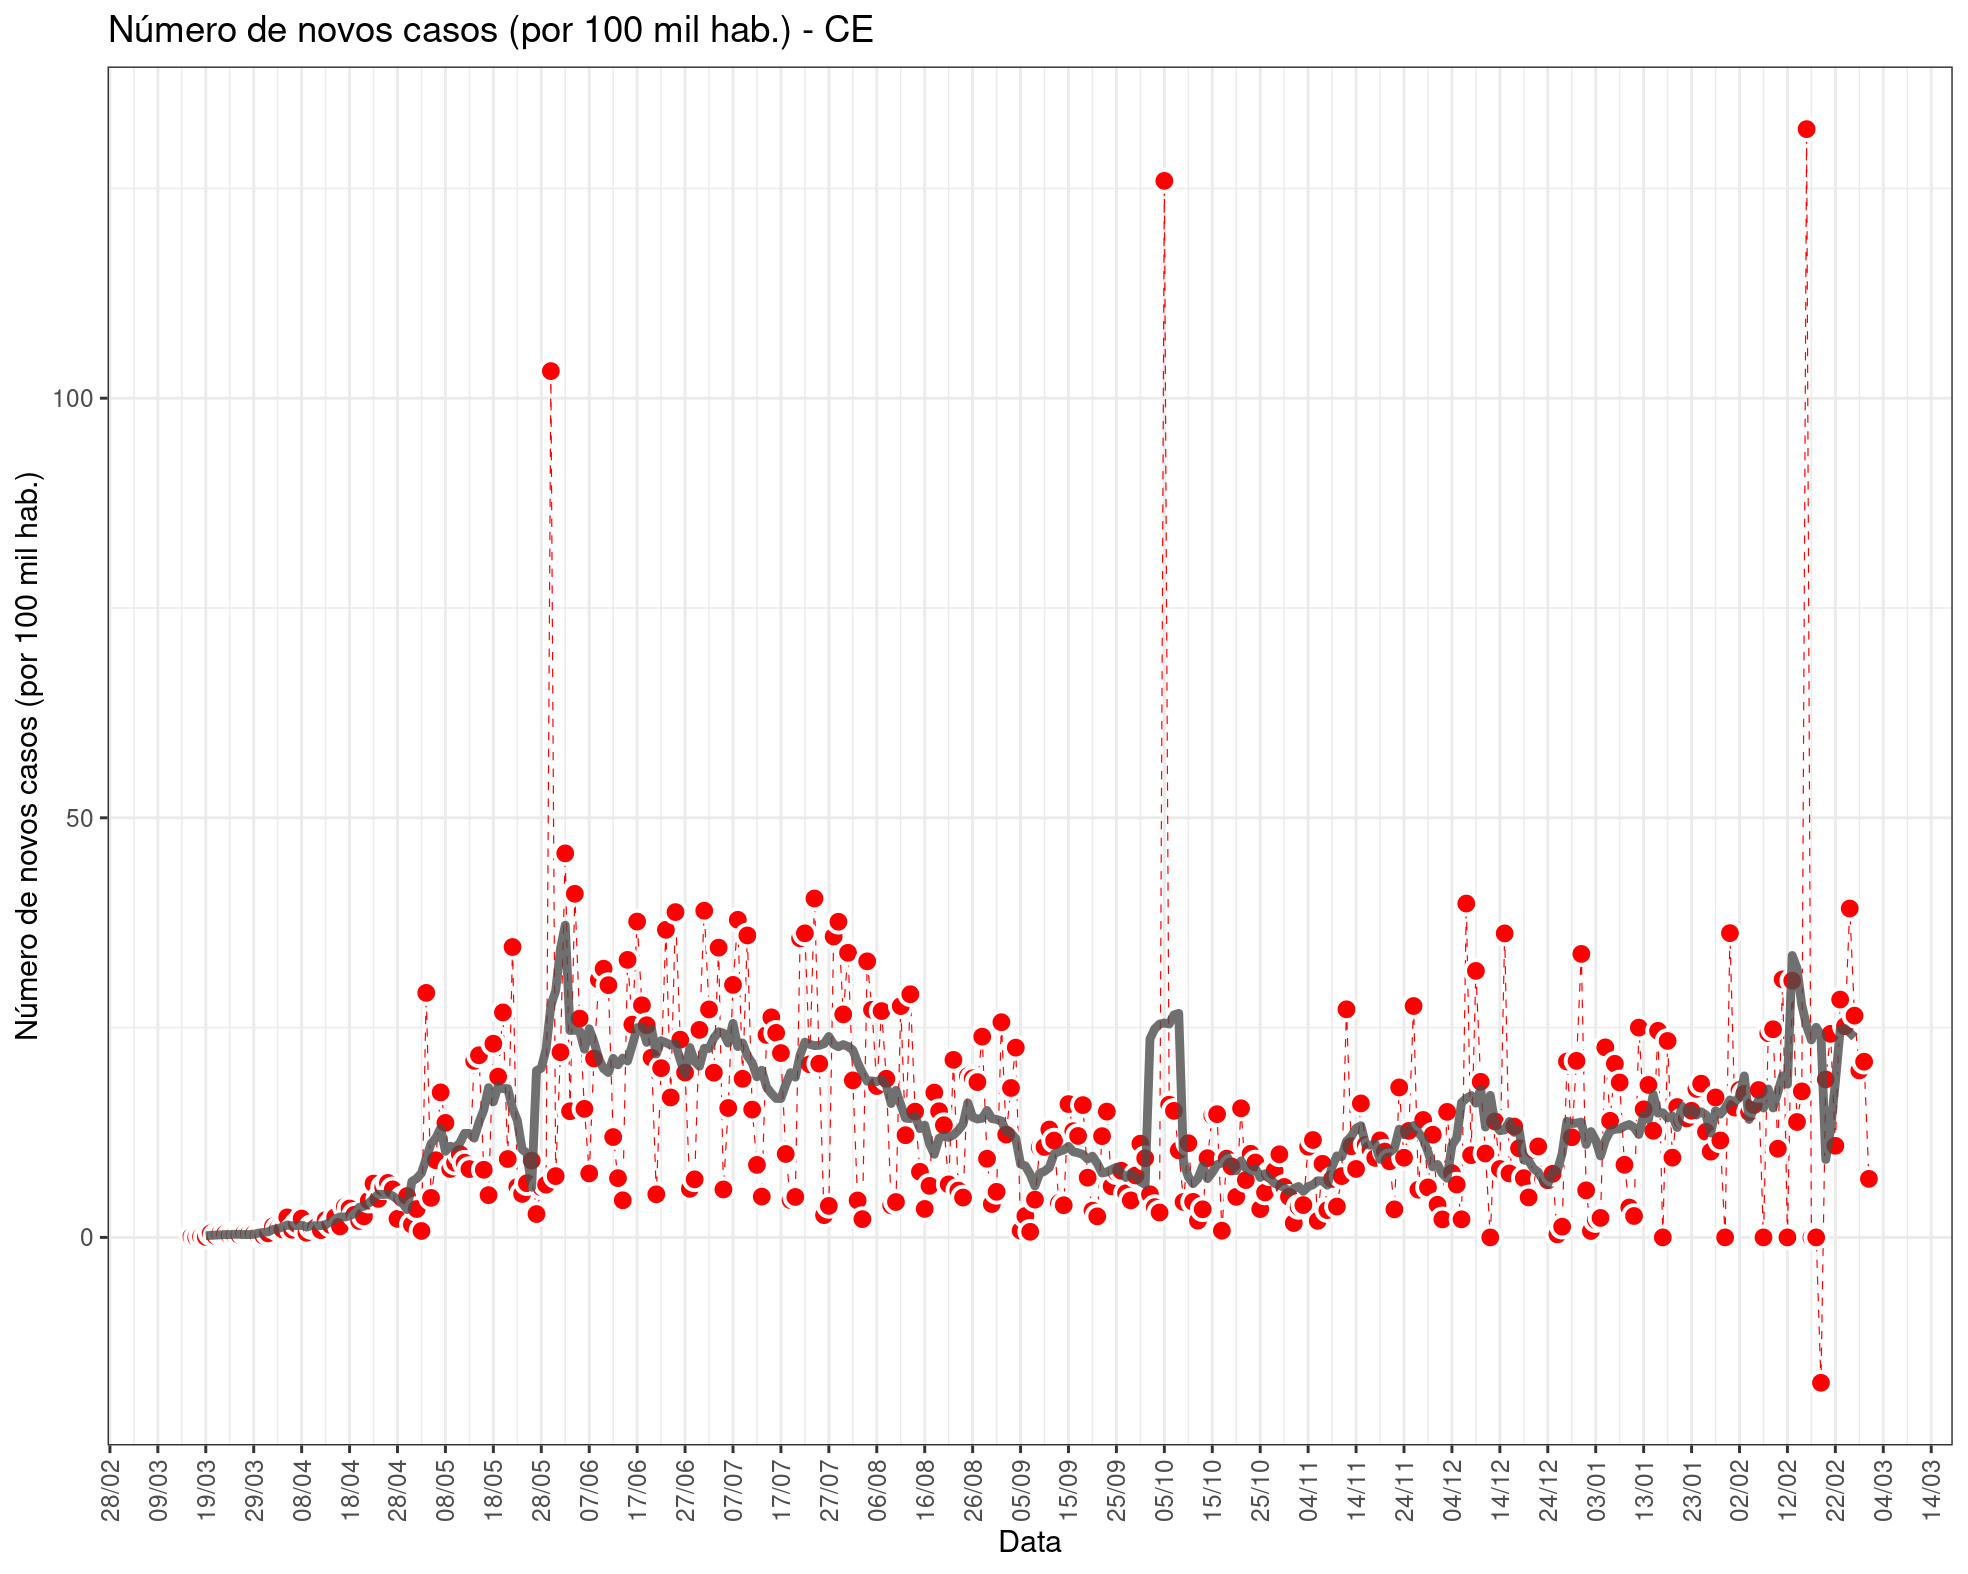 Número de novos casos (por 100 mil hab.) - CE
Número de novos casos (por 100 mil hab.)
100
50
0
28/02 09/03 19/03 29/03 08/04 18/04 28/04 08/05 18/05 28/05 07/06 17/06 27/06 07/07 17/07 27/07 06/08 16/08 26/08 05/09 15/09 25/09 05/10 15/10 25/10 04/11 14/11 24/11 04/12 14/12 24/12 03/01 13/01 23/01 02/02 12/02 22/02 04/03 14/03
Data